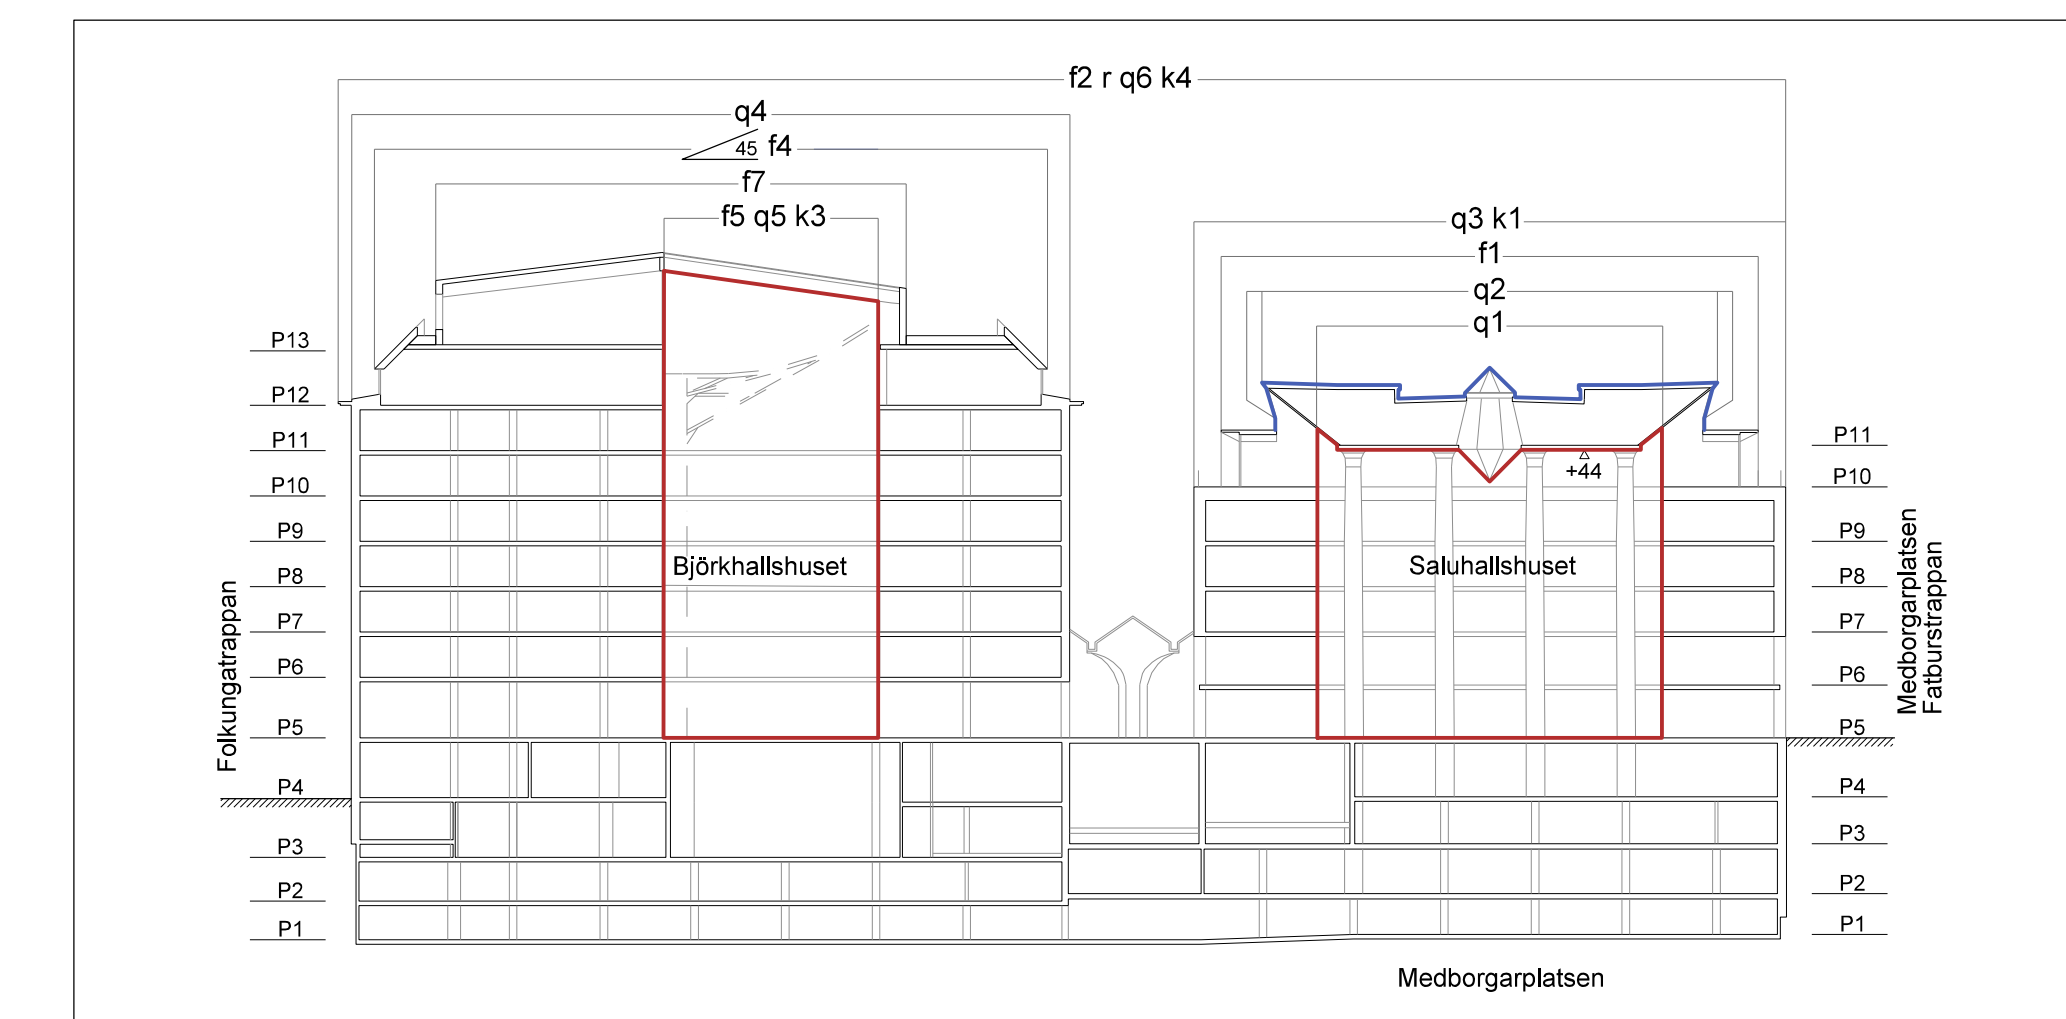 f2 r q6 k4
q4
45 f4
f7
f5 q5 k3
q3 k1
f1
q2
q1
P13
P12
P11
P10
P9
P8
P7
P6
P5
P4
P3
P2
P1
Folkungatrappan
Björkhallshuset
Saluhallshuset
+44
P11
P10
P9
P8
P7
P6
P5
P4
P3
P2
P1
Medborgarplatsen
Fatburstrappan
Medborgarplatsen